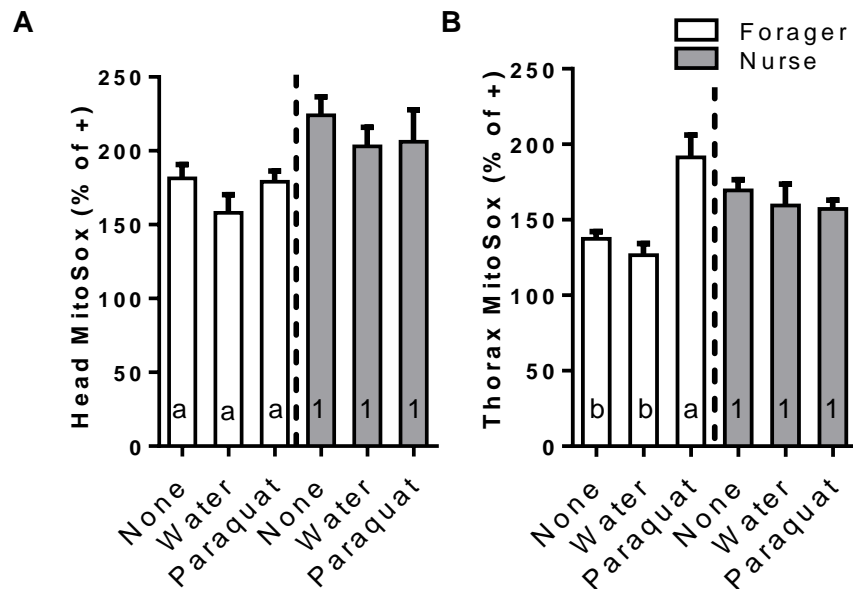 A
Head MitoSox (% of +)
250
200
150
100
50
0
a
a
a
1
1
1
None
Water
Paraquat
None
Water
Paraquat
B
Forager
Nurse
Thorax MitoSox (% of +)
250
200
150
100
50
0
b
b
a
1
1
1
None
Water
Paraquat
None
Water
Paraquat